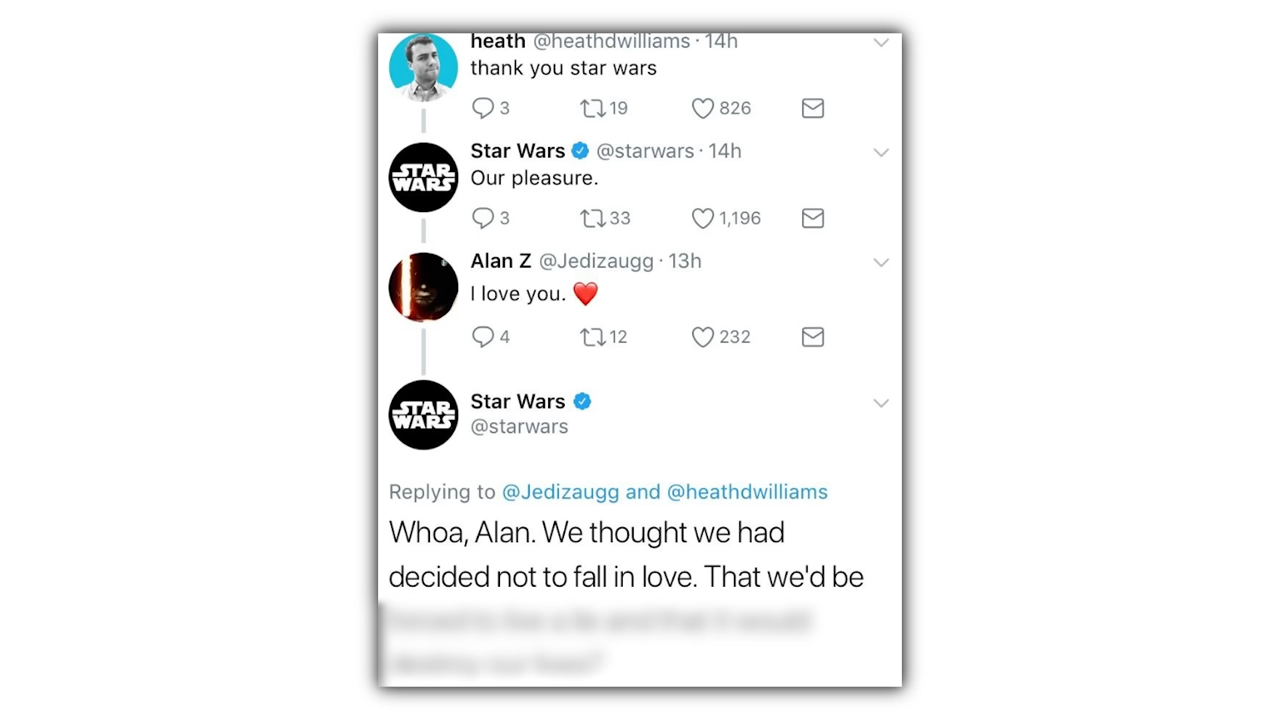 heath @heathdwilliams · 14h
thank you star wars
3 19 826
STAR WARS
Star Wars @starwars · 14h
Our pleasure.
3 33 1,196
Alan Z @Jedizaugg · 13h
I love you. ❤️
4 12 232
STAR WARS
Star Wars
@starwars
Replying to @Jedizaugg and @heathdwilliams
Whoa, Alan. We thought we had
decided not to fall in love. That we'd be